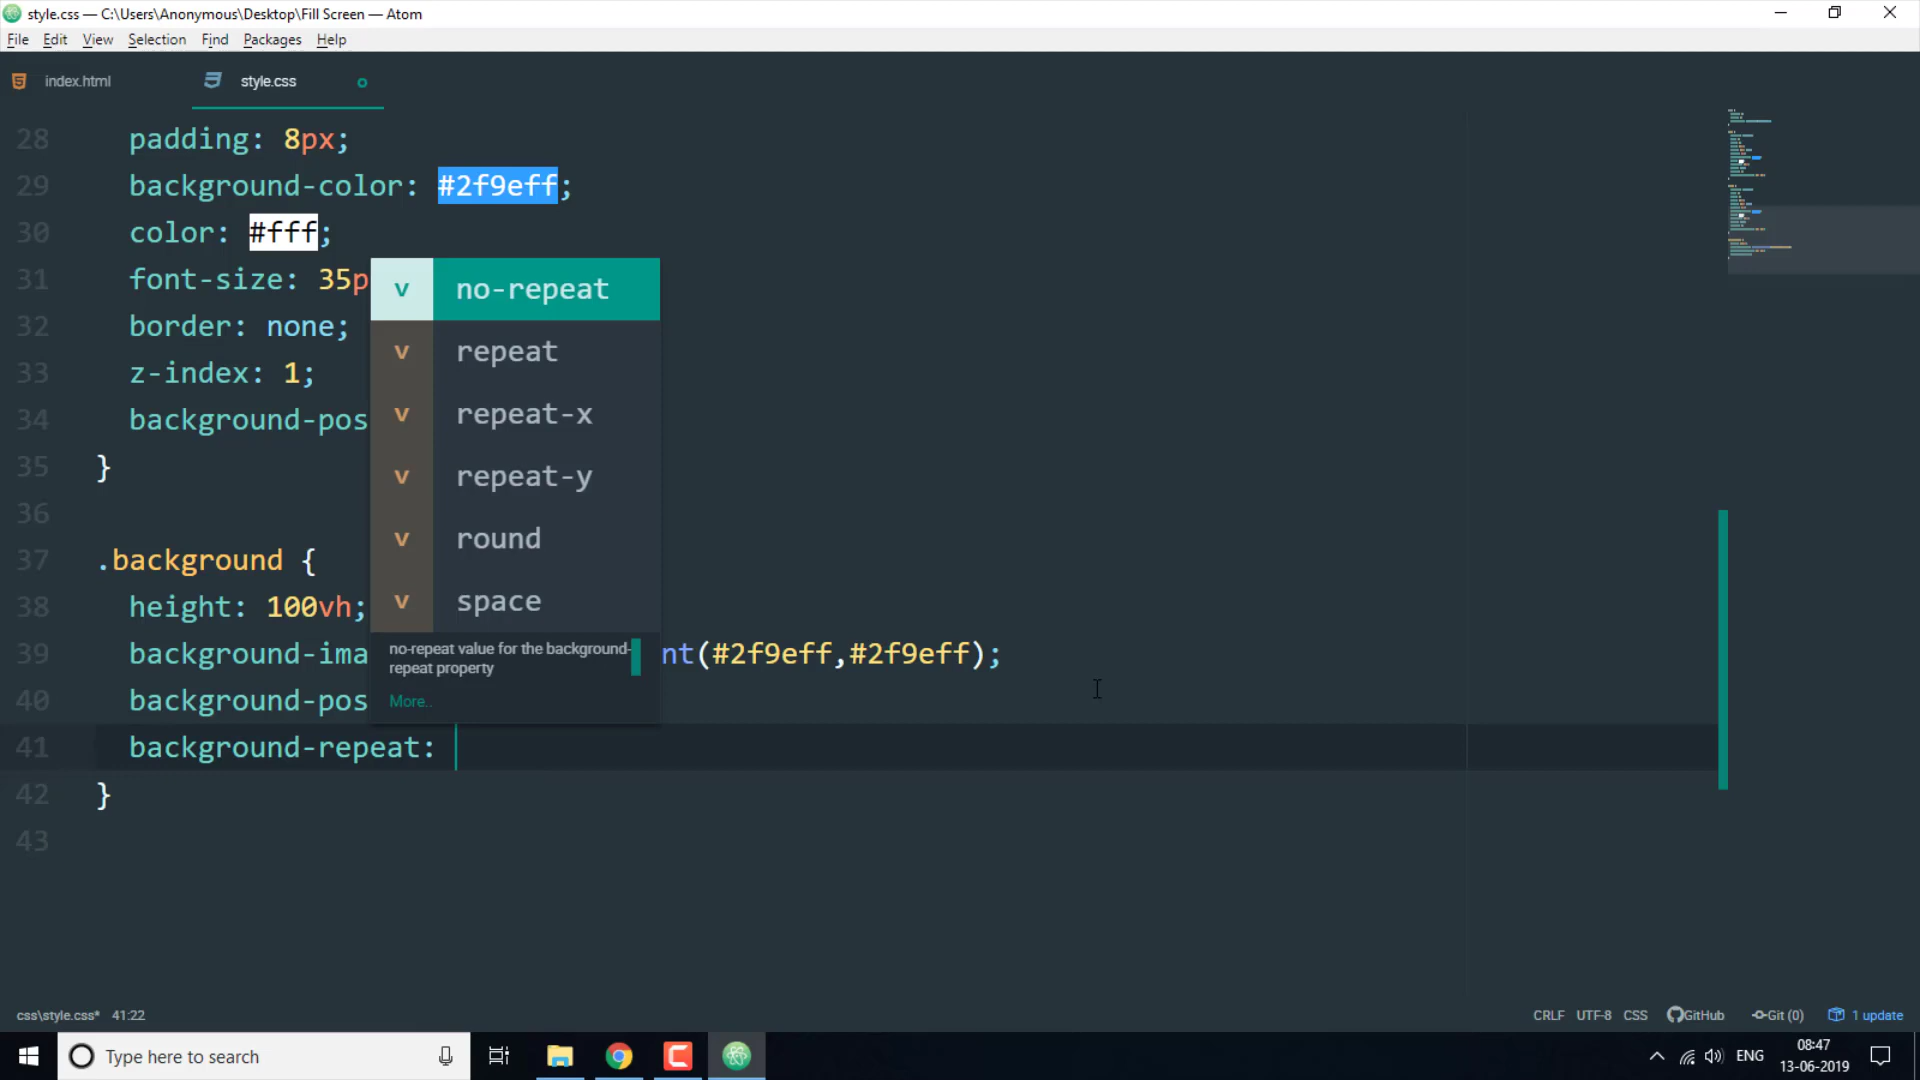 style.css — C:\Users\Anonymous\Desktop\Fill Screen — Atom
File Edit View Selection Find Packages Help
index.html style.css
28 padding: 8px;
29 background-color: #2f9eff;
30 color: #fff;
31 font-size: 35p
32 border: none;
33 z-index: 1;
34 background-pos
35 }
36
37 .background {
38 height: 100vh;
39 background-ima nt(#2f9eff,#2f9eff);
40 background-pos
41 background-repeat:
42 }
43
v no-repeat
v repeat
v repeat-x
v repeat-y
v round
v space
no-repeat value for the background-
repeat property
More..
css\style.css* 41:22 CRLF UTF-8 CSS GitHub Git (0) 1 update
Type here to search ENG 08:47
13-06-2019